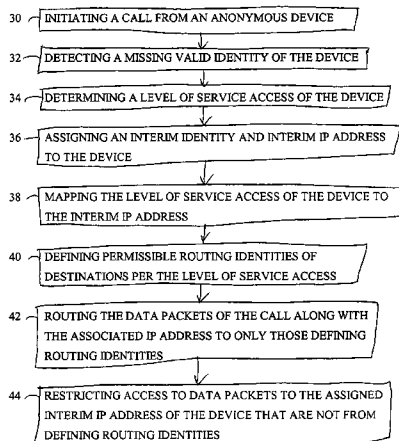 30 INITIATING A CALL FROM AN ANONYMOUS DEVICE
32 DETECTING A MISSING VALID IDENTITY OF THE DEVICE
34 DETERMINING A LEVEL OF SERVICE ACCESS OF THE DEVICE
36 ASSIGNING AN INTERIM IDENTITY AND INTERIM IP ADDRESS
TO THE DEVICE
38 MAPPING THE LEVEL OF SERVICE ACCESS OF THE DEVICE TO
THE INTERIM IP ADDRESS
40 DEFINING PERMISSIBLE ROUTING IDENTITIES OF
DESTINATIONS PER THE LEVEL OF SERVICE ACCESS
42 ROUTING THE DATA PACKETS OF THE CALL ALONG WITH
THE ASSOCIATED IP ADDRESS TO ONLY THOSE DEFINING
ROUTING IDENTITIES
44 RESTRICTING ACCESS TO DATA PACKETS TO THE ASSIGNED
INTERIM IP ADDRESS OF THE DEVICE THAT ARE NOT FROM
DEFINING ROUTING IDENTITIES